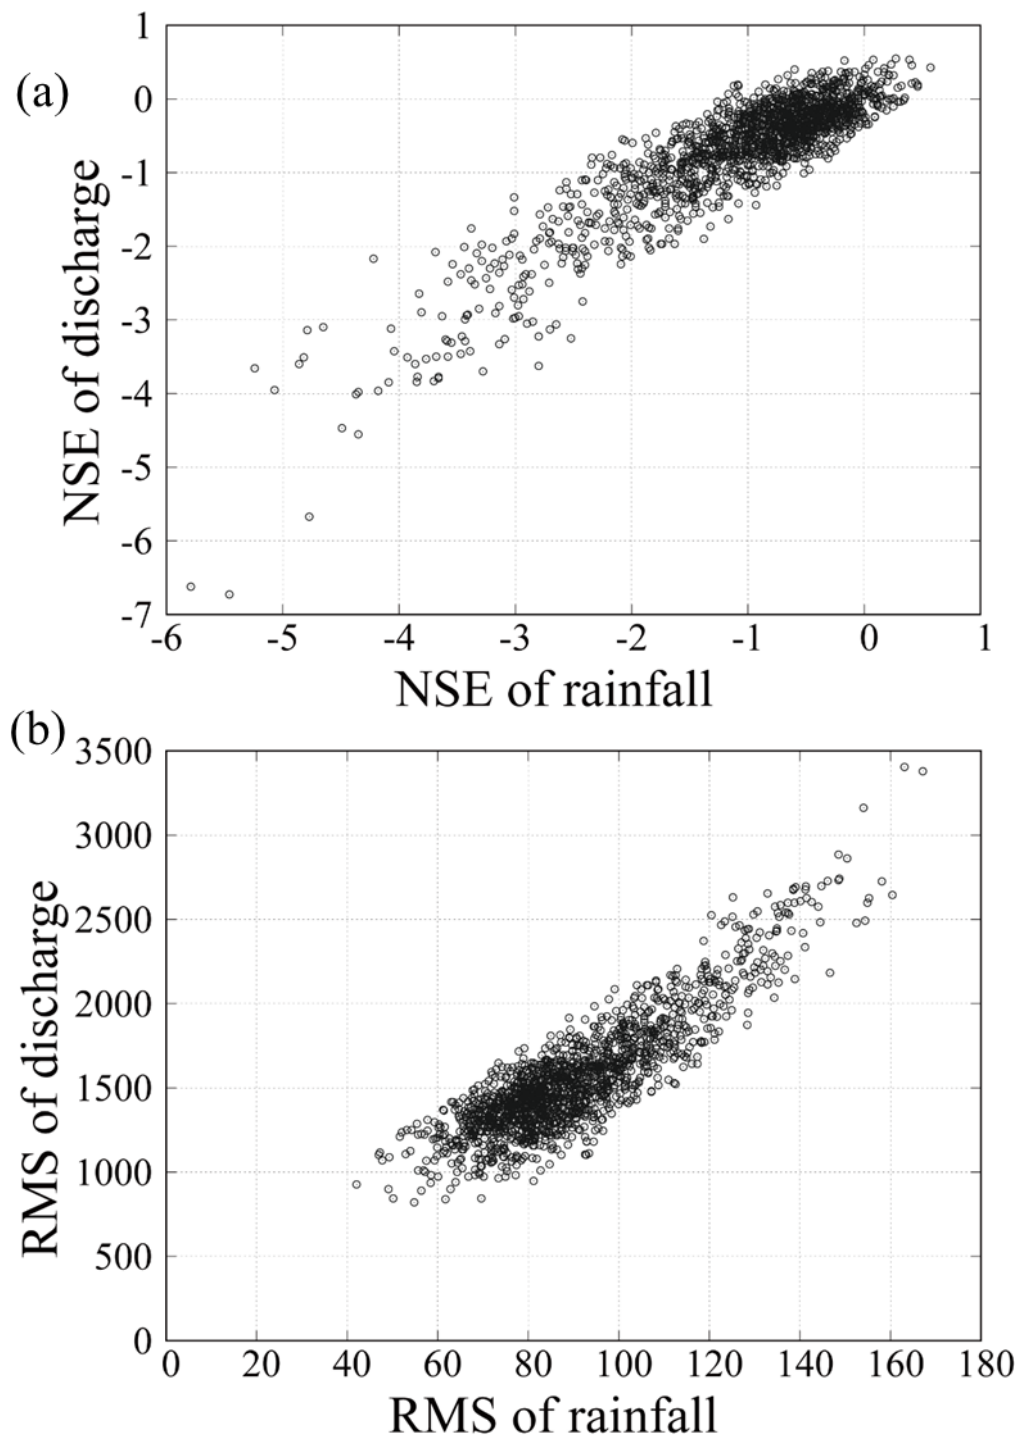 (a)
NSE of discharge
1
0
-1
-2
-3
-4
-5
-6
-7
-6 -5 -4 -3 -2 -1 0 1
NSE of rainfall
(b)
RMS of discharge
3500
3000
2500
2000
1500
1000
500
0
0 20 40 60 80 100 120 140 160 180
RMS of rainfall